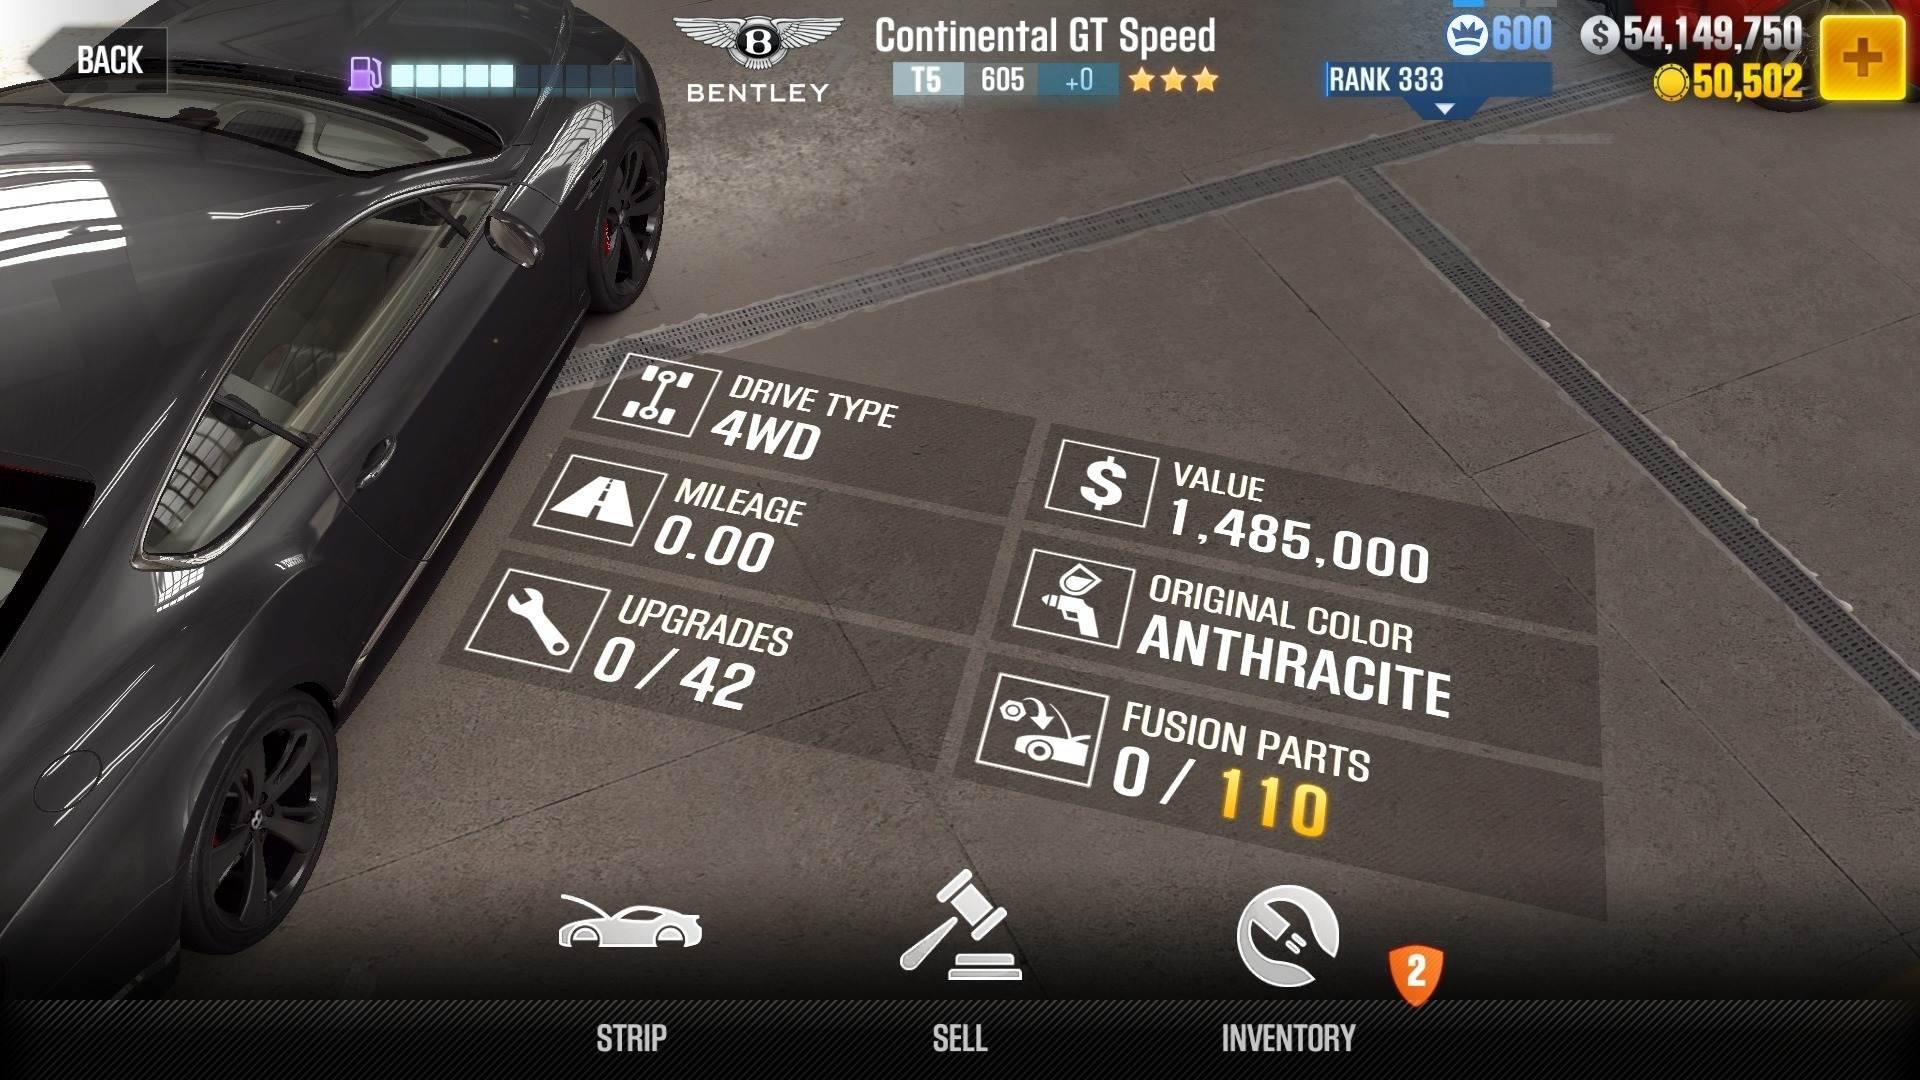 BACK
BENTLEY
Continental GT Speed
T5 605 +0
600
RANK 333
54,149,750
50,502
DRIVE TYPE
4WD
MILEAGE
0.00
UPGRADES
0 / 42
VALUE
1,485,000
ORIGINAL COLOR
ANTHRACITE
FUSION PARTS
0 / 110
2
STRIP
SELL
INVENTORY